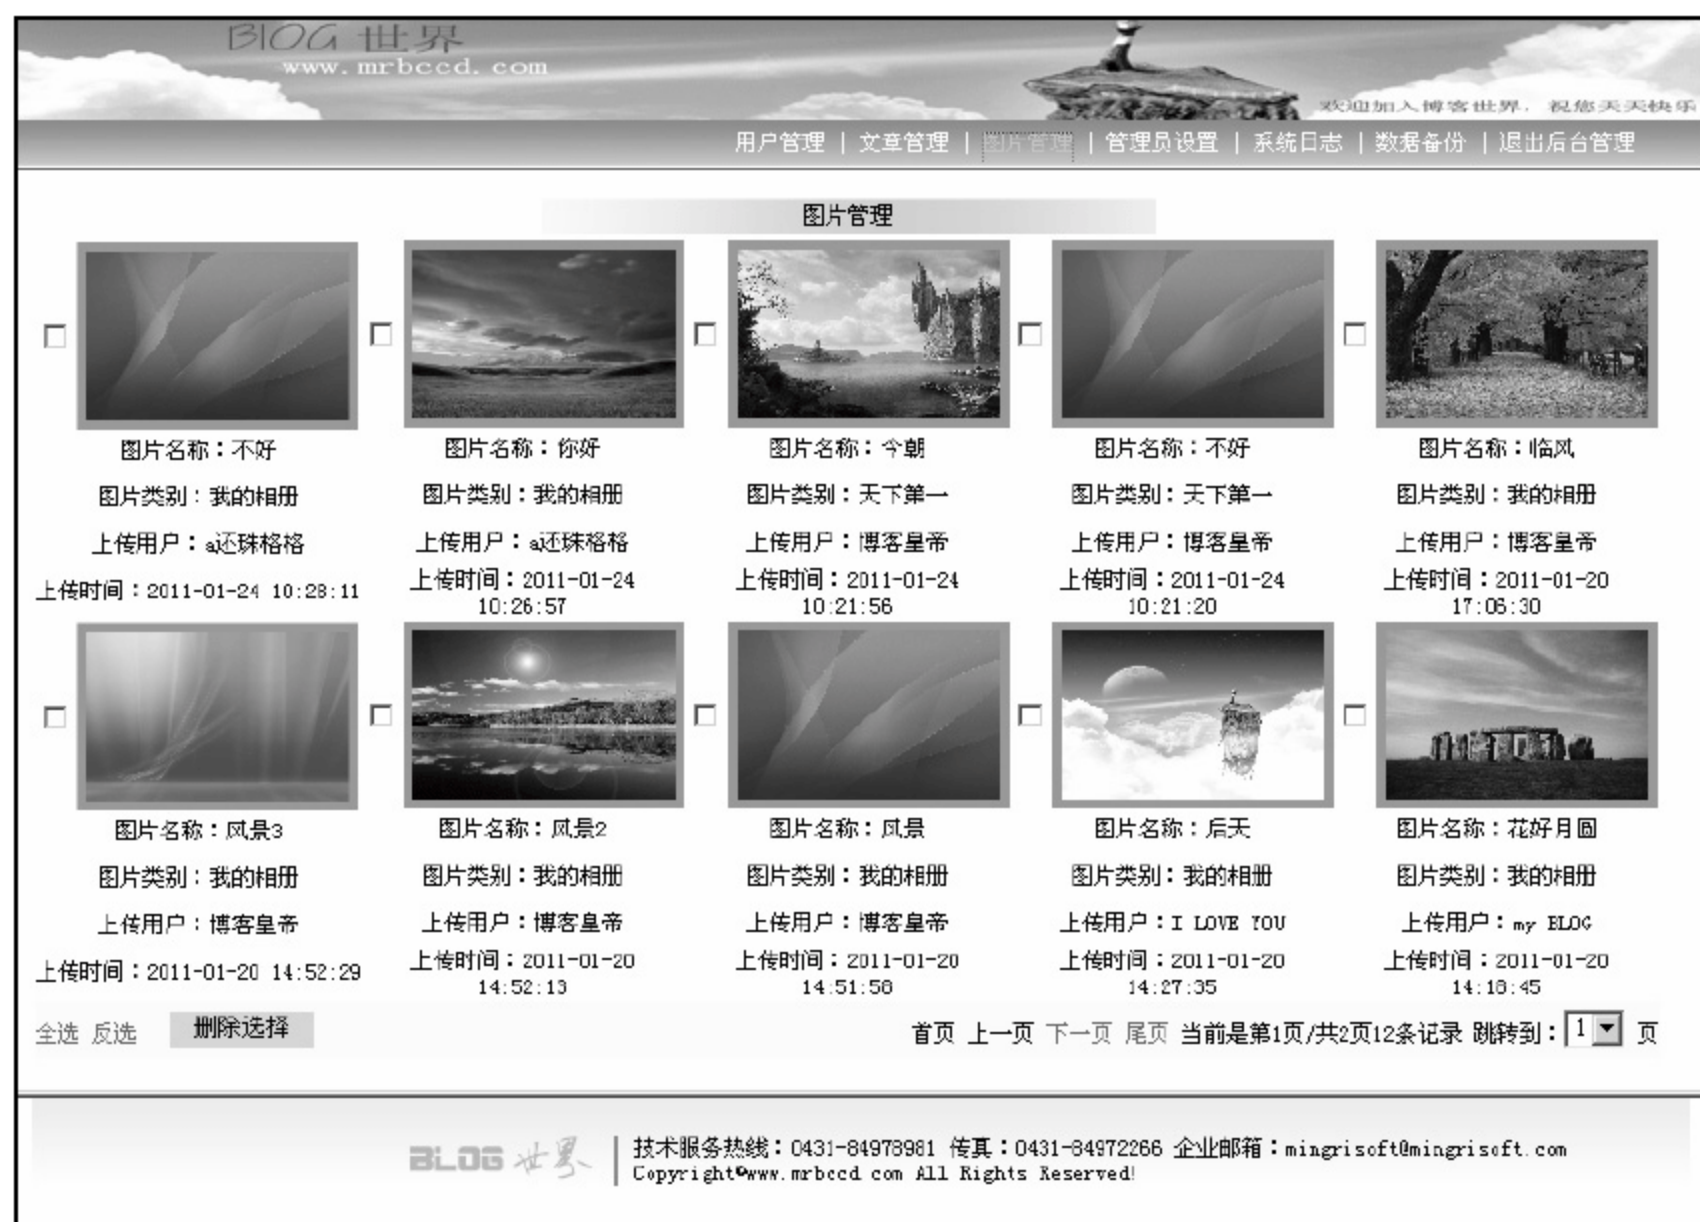 BlOG 世界
www.mrbccd.com
欢迎加入博客世界，祝您天天快乐
用户管理 | 文章管理 | 图片管理 | 管理员设置 | 系统日志 | 数据备份 | 退出后台管理
图片管理
图片名称：不好 图片名称：你好 图片名称：今朝 图片名称：不好 图片名称：临风
图片类别：我的相册 图片类别：我的相册 图片类别：天下第一 图片类别：天下第一 图片类别：我的相册
上传用户：a还珠格格 上传用户：a还珠格格 上传用户：博客皇帝 上传用户：博客皇帝 上传用户：博客皇帝
上传时间：2011-01-24 10:28:11 上传时间：2011-01-24 上传时间：2011-01-24 上传时间：2011-01-24 上传时间：2011-01-20
10:26:57 10:21:56 10:21:20 17:06:30
图片名称：风景3 图片名称：风景2 图片名称：风景 图片名称：后天 图片名称：花好月圆
图片类别：我的相册 图片类别：我的相册 图片类别：我的相册 图片类别：我的相册 图片类别：我的相册
上传用户：博客皇帝 上传用户：博客皇帝 上传用户：博客皇帝 上传用户：I LOVE YOU 上传用户：my BLOG
上传时间：2011-01-20 14:52:29 上传时间：2011-01-20 上传时间：2011-01-20 上传时间：2011-01-20 上传时间：2011-01-20
14:52:13 14:51:58 14:27:35 14:18:45
全选 反选 删除选择 首页 上一页 下一页 尾页 当前是第1页/共2页12条记录 跳转到：1 页
BLOG 世界
技术服务热线：0431-84978981 传真：0431-84972266 企业邮箱：mingrisoft@mingrisoft.com
Copyright©www.mrbccd.com All Rights Reserved!